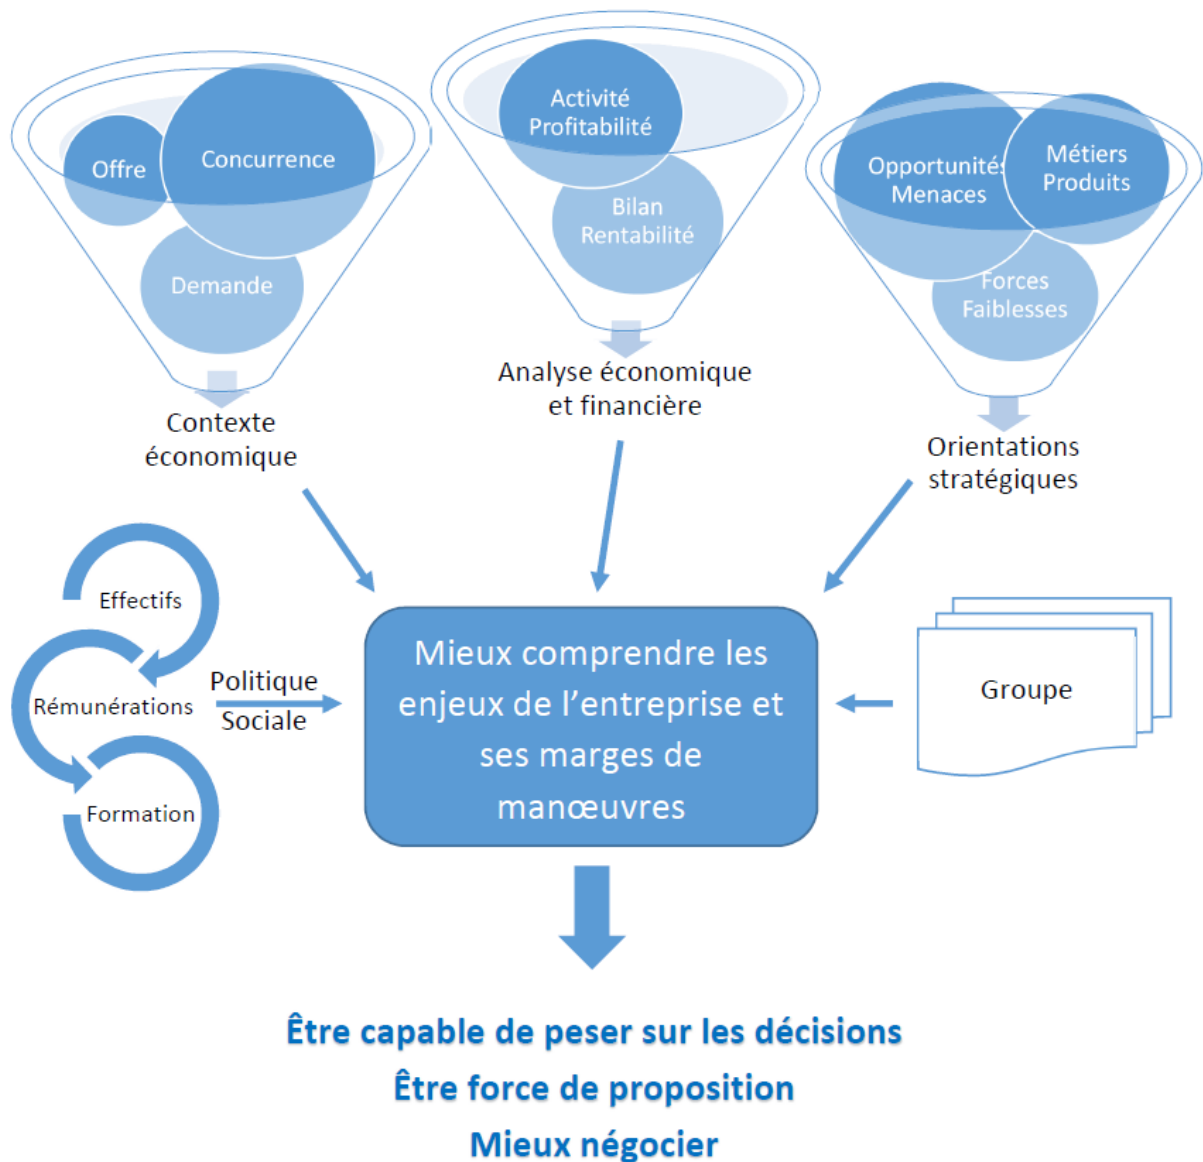 Offre
Concurrence
Demande
Contexte
économique
Activité
Profitabilité
Bilan
Rentabilité
Analyse économique
et financière
Opportunités
Menaces
Métiers
Produits
Forces
Faiblesses
Orientations
stratégiques
Effectifs
Rémunérations
Formation
Politique
Sociale
Mieux comprendre les
enjeux de l’entreprise et
ses marges de
manœuvres
Groupe
Être capable de peser sur les décisions
Être force de proposition
Mieux négocier